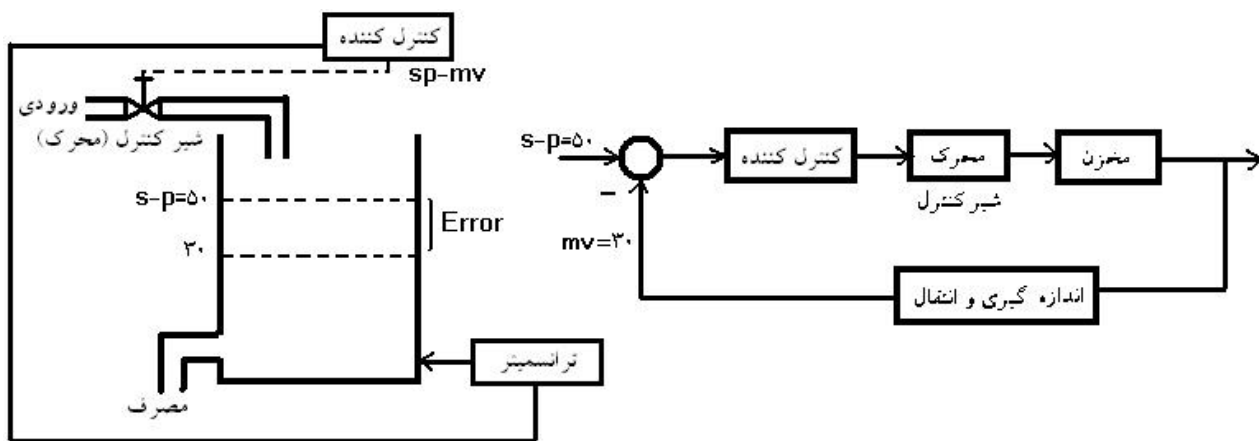 کنترل کننده
sp-mv
ورودی
شیر کنترل (محرک)
s-p=۵۰
Error
۳۰
ترانسمیتر
مصرف
s-p=۵۰
کنترل کننده
محرک
مخزن
شیر کنترل
–
mv=۳۰
اندازه گیری و انتقال